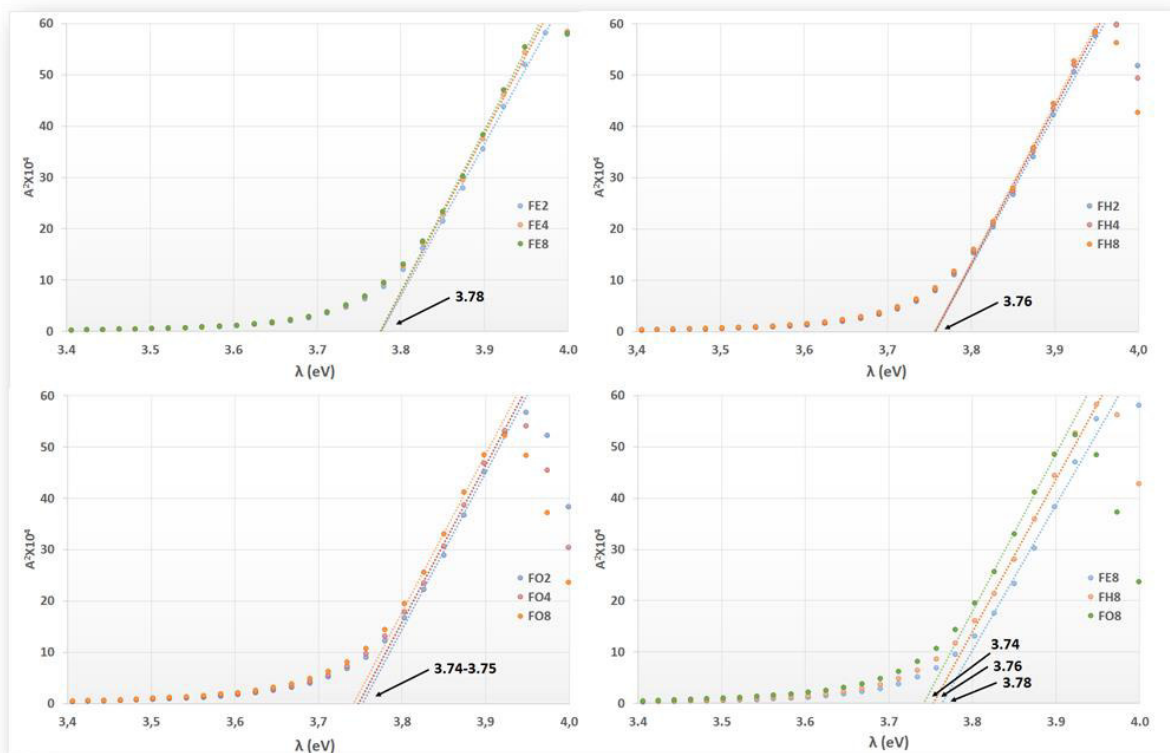 60
50
40
30
20
10
0
A²X10⁴
FE2
FE4
FE8
3.78
3,4 3,5 3,6 3,7 3,8 3,9 4,0
λ (eV)
60
50
40
30
20
10
0
A²X10⁴
FH2
FH4
FH8
3.76
3,4 3,5 3,6 3,7 3,8 3,9 4,0
λ (eV)
60
50
40
30
20
10
0
A²X10⁴
FO2
FO4
FO8
3.74-3.75
3,4 3,5 3,6 3,7 3,8 3,9 4,0
λ (eV)
60
50
40
30
20
10
0
A²X10⁴
FE8
FH8
FO8
3.74
3.76
3.78
3,4 3,5 3,6 3,7 3,8 3,9 4,0
λ (eV)